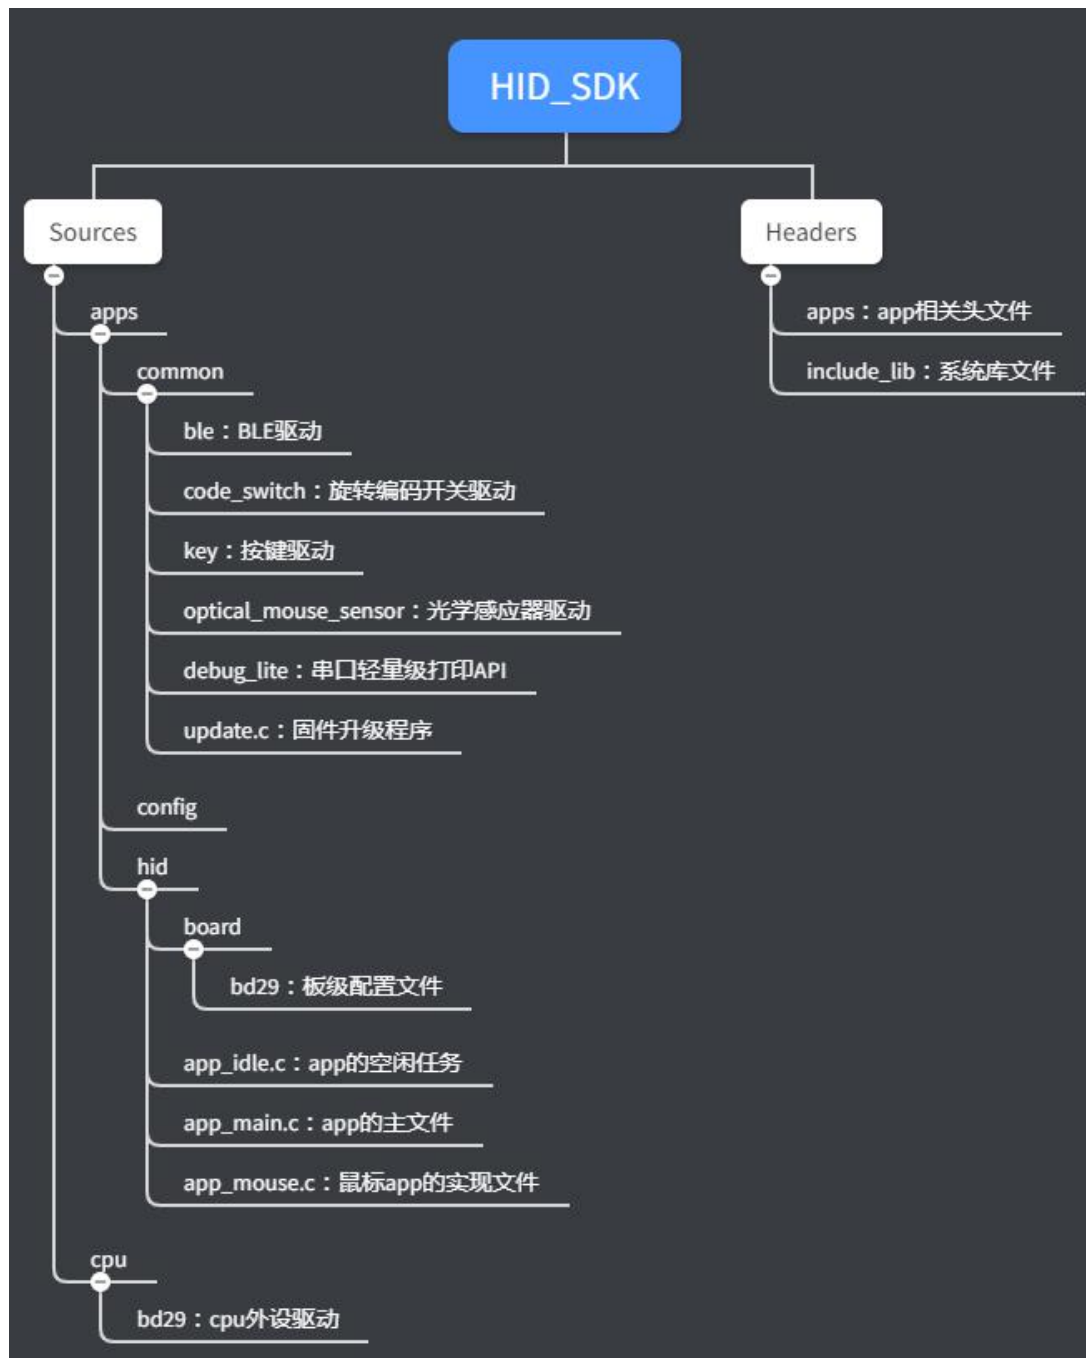 HID_SDK
Sources
Headers
apps
apps：app相关头文件
common
include_lib：系统库文件
ble：BLE驱动
code_switch：旋转编码开关驱动
key：按键驱动
optical_mouse_sensor：光学感应器驱动
debug_lite：串口轻量级打印API
update.c：固件升级程序
config
hid
board
bd29：板级配置文件
app_idle.c：app的空闲任务
app_main.c：app的主文件
app_mouse.c：鼠标app的实现文件
cpu
bd29：cpu外设驱动